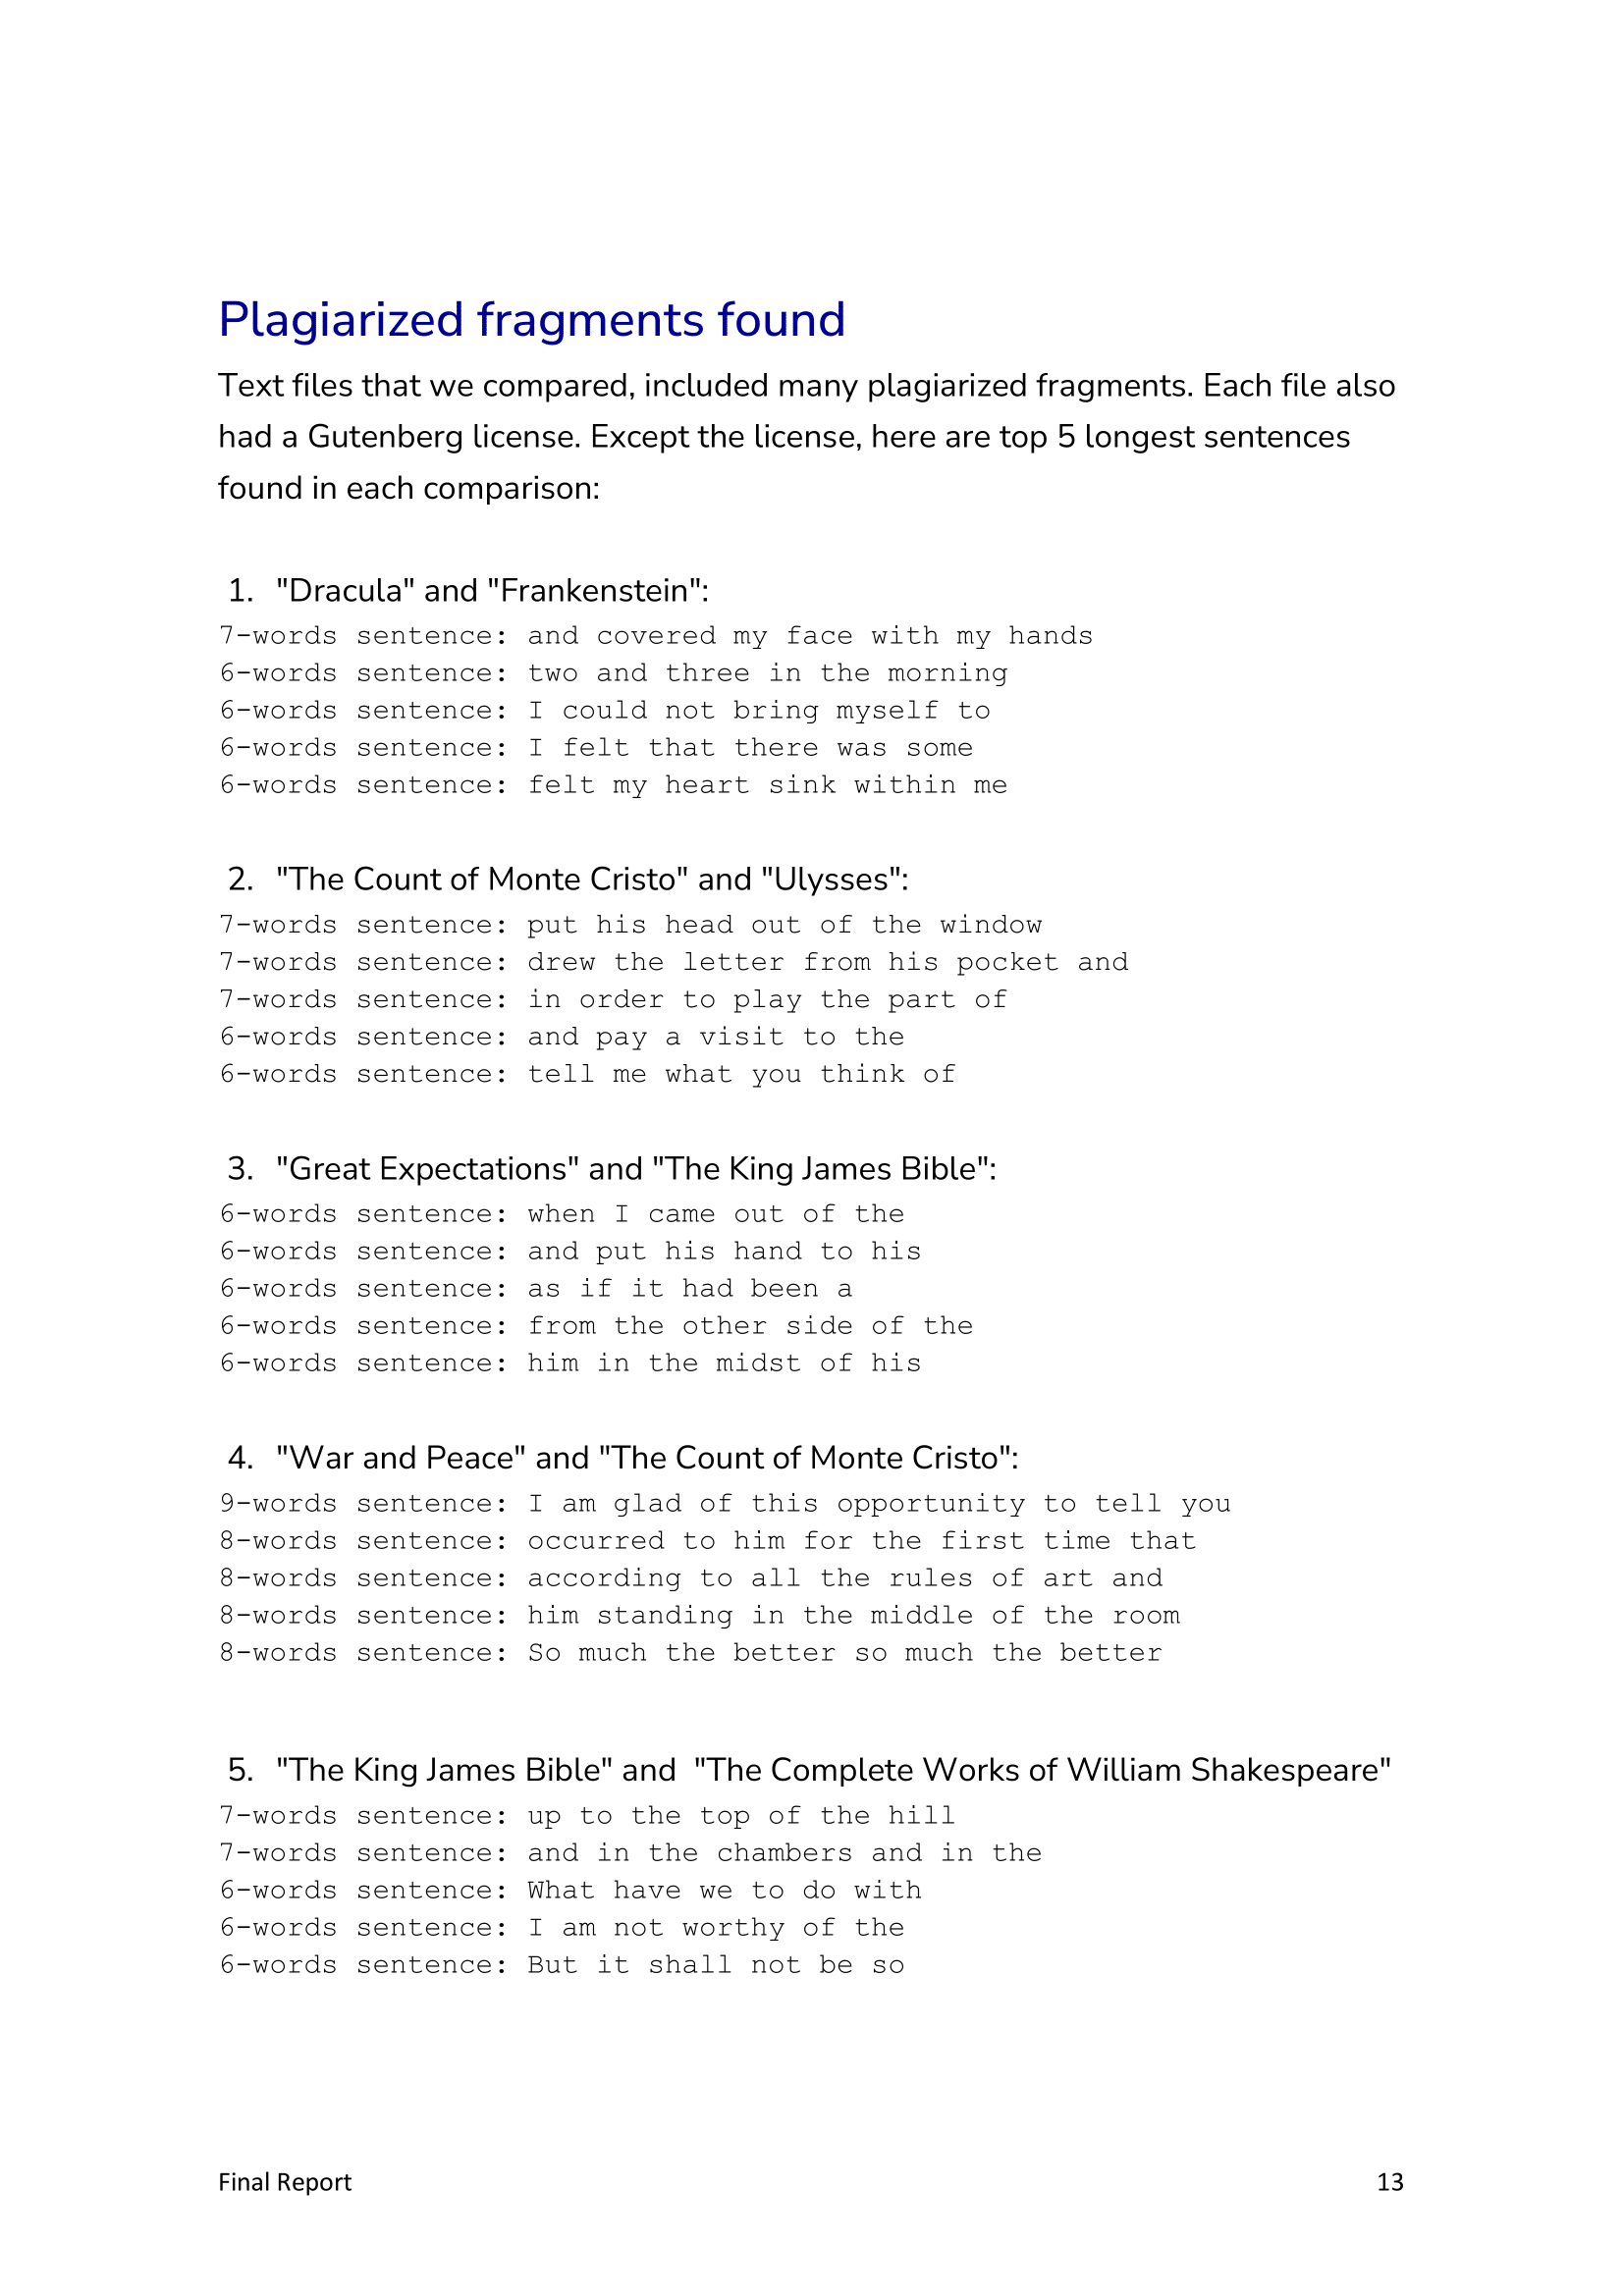 Plagiarized fragments found
Text files that we compared, included many plagiarized fragments. Each file also
had a Gutenberg license. Except the license, here are top 5 longest sentences
found in each comparison:
1. "Dracula" and "Frankenstein":
7-words sentence: and covered my face with my hands
6-words sentence: two and three in the morning
6-words sentence: I could not bring myself to
6-words sentence: I felt that there was some
6-words sentence: felt my heart sink within me
2. "The Count of Monte Cristo" and "Ulysses":
7-words sentence: put his head out of the window
7-words sentence: drew the letter from his pocket and
7-words sentence: in order to play the part of
6-words sentence: and pay a visit to the
6-words sentence: tell me what you think of
3. "Great Expectations" and "The King James Bible":
6-words sentence: when I came out of the
6-words sentence: and put his hand to his
6-words sentence: as if it had been a
6-words sentence: from the other side of the
6-words sentence: him in the midst of his
4. "War and Peace" and "The Count of Monte Cristo":
9-words sentence: I am glad of this opportunity to tell you
8-words sentence: occurred to him for the first time that
8-words sentence: according to all the rules of art and
8-words sentence: him standing in the middle of the room
8-words sentence: So much the better so much the better
5. "The King James Bible" and  "The Complete Works of William Shakespeare"
7-words sentence: up to the top of the hill
7-words sentence: and in the chambers and in the
6-words sentence: What have we to do with
6-words sentence: I am not worthy of the
6-words sentence: But it shall not be so
Final Report 13